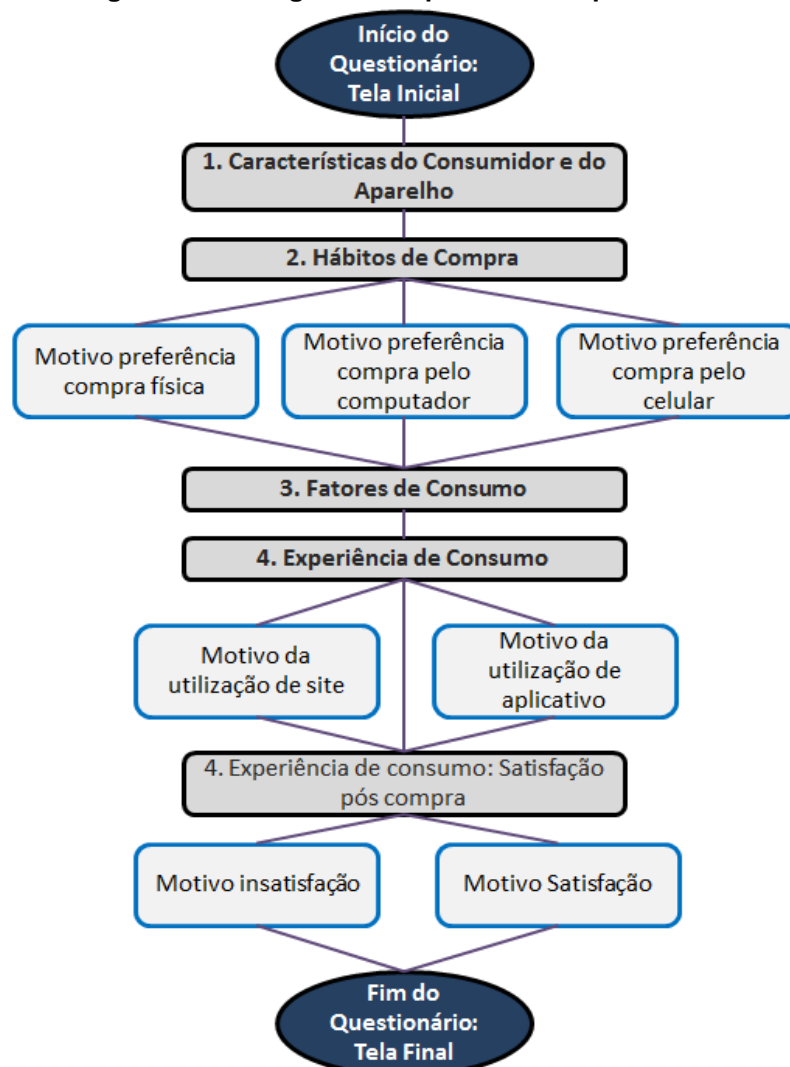 Início do
Questionário:
Tela Inicial
1. Características do Consumidor e do
Aparelho
2. Hábitos de Compra
Motivo preferência
compra física
Motivo preferência
compra pelo
computador
Motivo preferência
compra pelo
celular
3. Fatores de Consumo
4. Experiência de Consumo
Motivo da
utilização de site
Motivo da
utilização de
aplicativo
4. Experiência de consumo: Satisfação
pós compra
Motivo insatisfação
Motivo Satisfação
Fim do
Questionário:
Tela Final